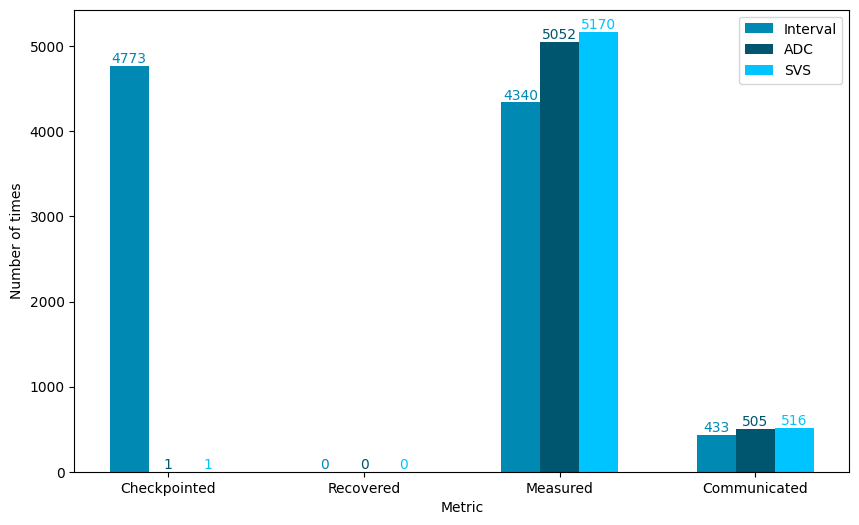 Interval
ADC
SVS
Number of times
5000
4000
3000
2000
1000
0
4773
1
1
0
0
0
4340
5052
5170
433
505
516
Checkpointed
Recovered
Measured
Communicated
Metric